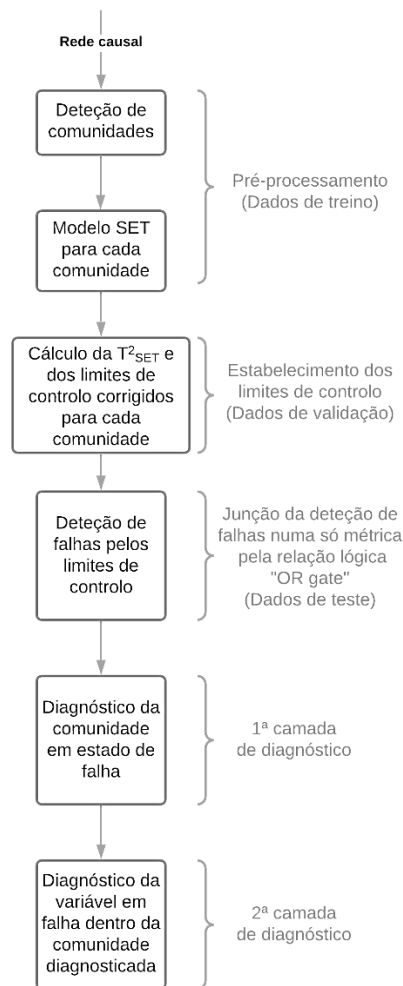 Rede causal
Deteção de
comunidades
Pré-processamento
(Dados de treino)
Modelo SET
para cada
comunidade
Cálculo da T²SET e
dos limites de
controlo corrigidos
para cada
comunidade
Estabelecimento dos
limites de controlo
(Dados de validação)
Deteção de
falhas pelos
limites de
controlo
Junção da deteção de
falhas numa só métrica
pela relação lógica
"OR gate"
(Dados de teste)
Diagnóstico da
comunidade
em estado de
falha
1ª camada
de diagnóstico
Diagnóstico da
variável em
falha dentro da
comunidade
diagnosticada
2ª camada
de diagnóstico